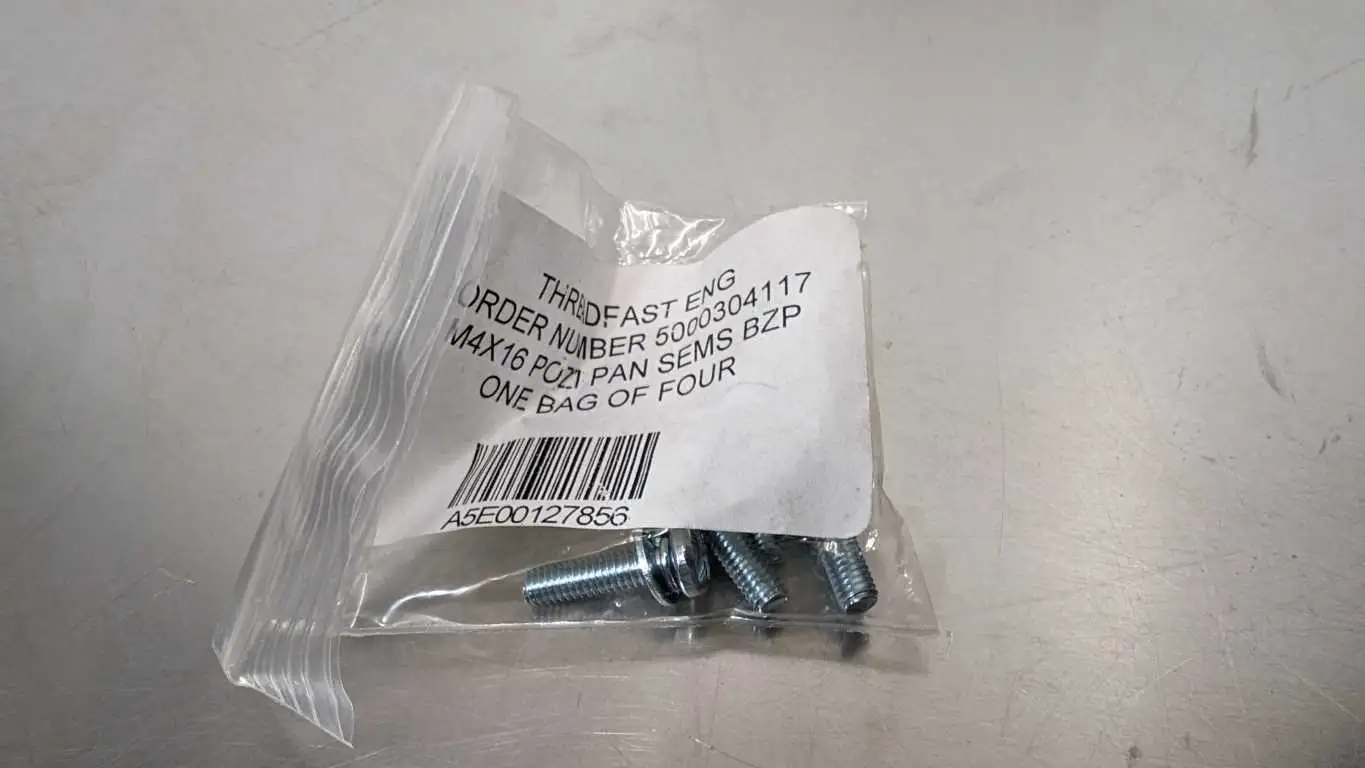 THREADFAST ENG
ORDER NUMBER 5000304117
M4X16 POZI PAN SEMS BZP
ONE BAG OF FOUR
A5E00127856